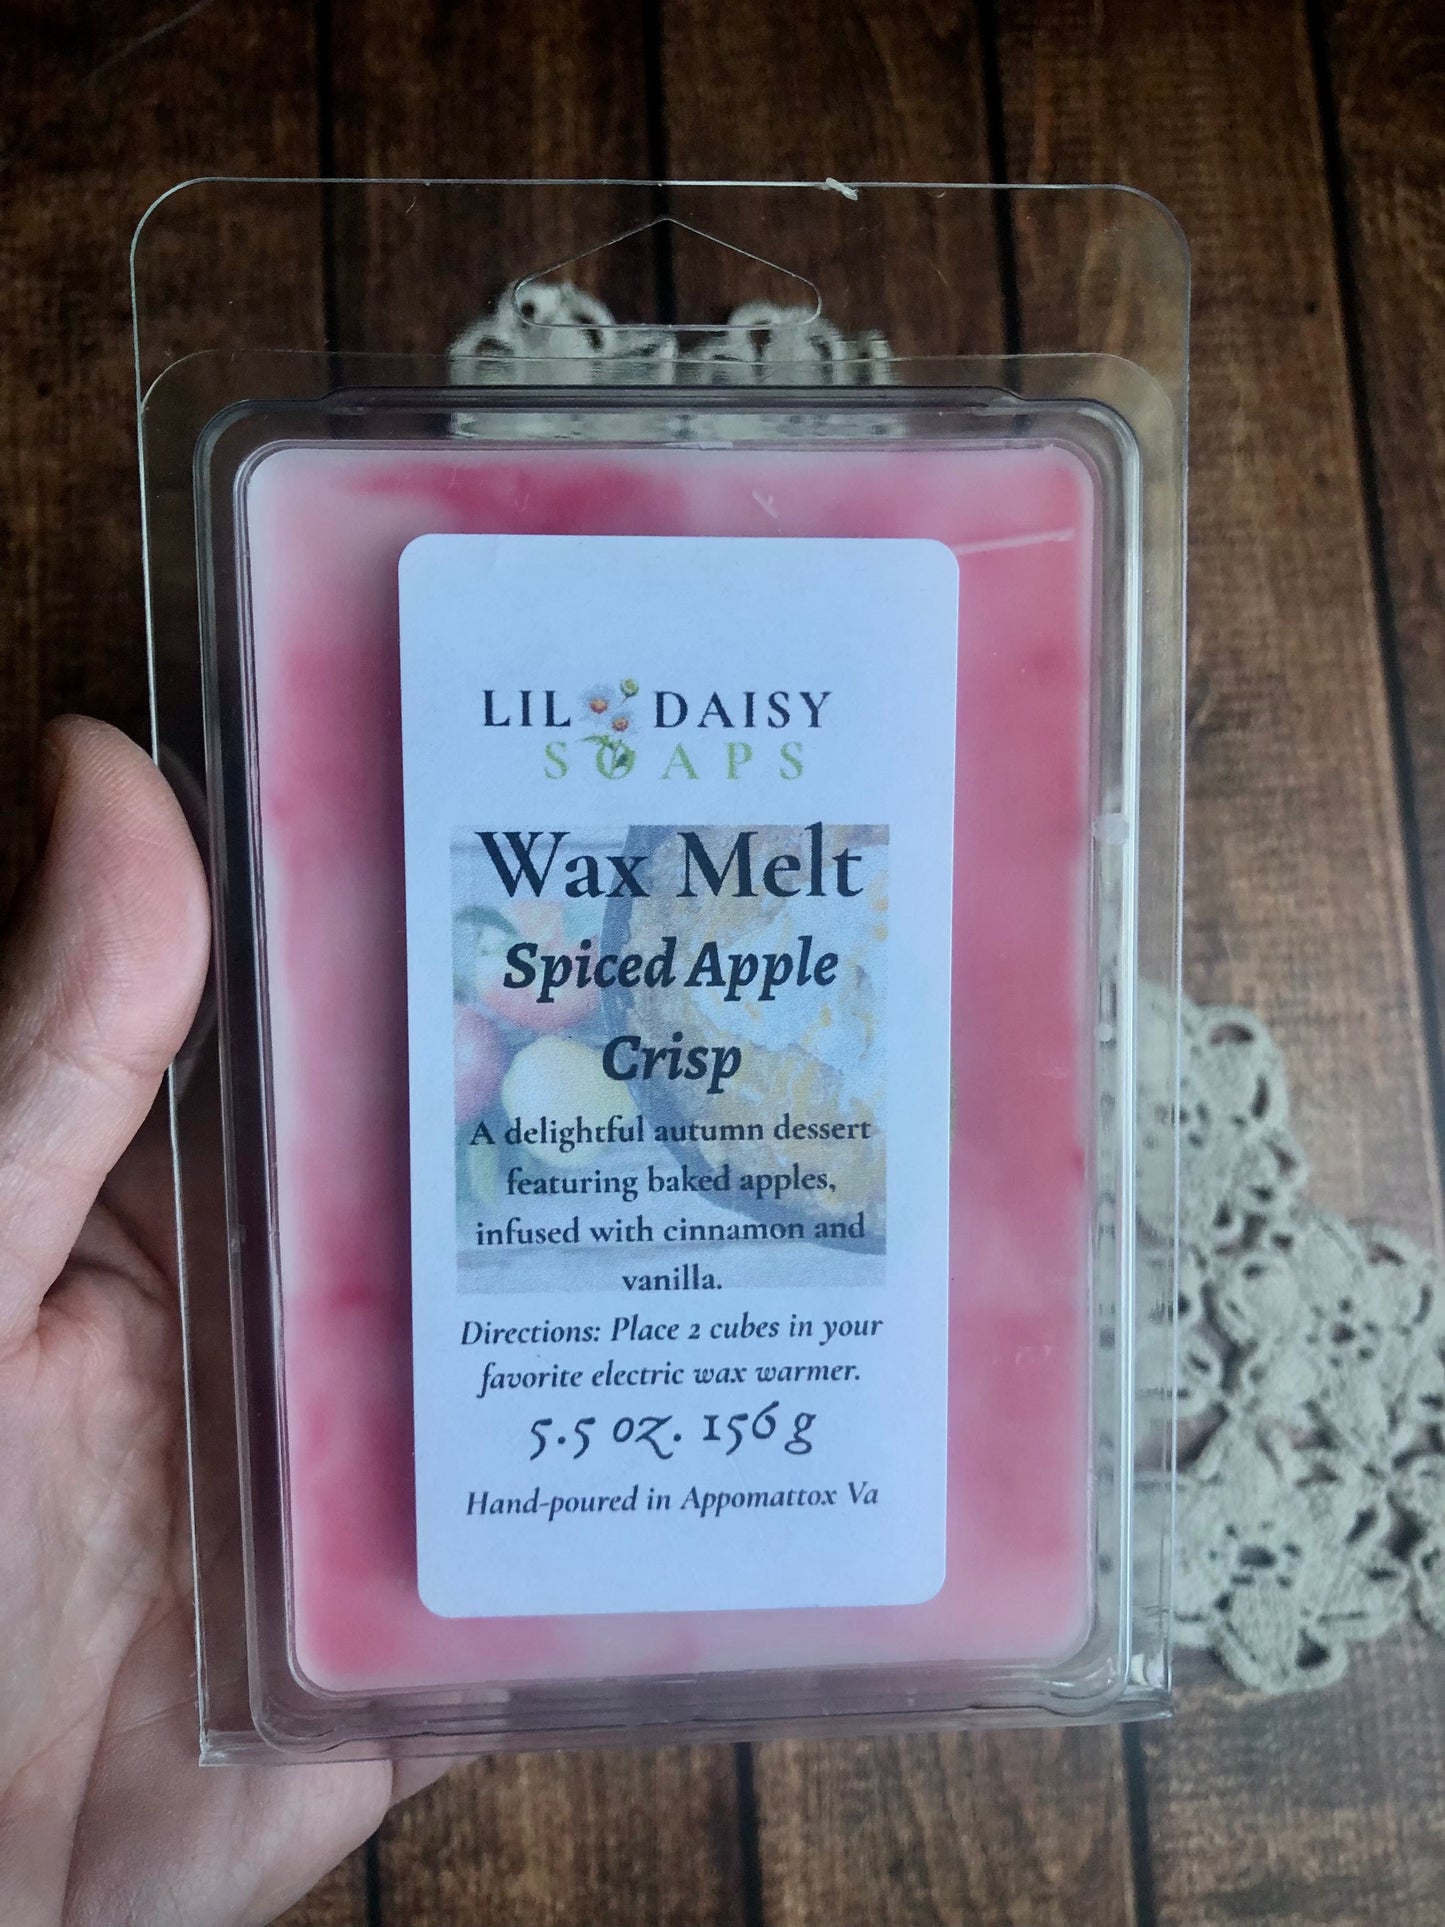 LIL DAISY
SOAPS
Wax Melt
Spiced Apple
Crisp
A delightful autumn dessert
featuring baked apples,
infused with cinnamon and
vanilla.
Directions: Place 2 cubes in your
favorite electric wax warmer.
5.5 oz. 156 g
Hand-poured in Appomattox Va